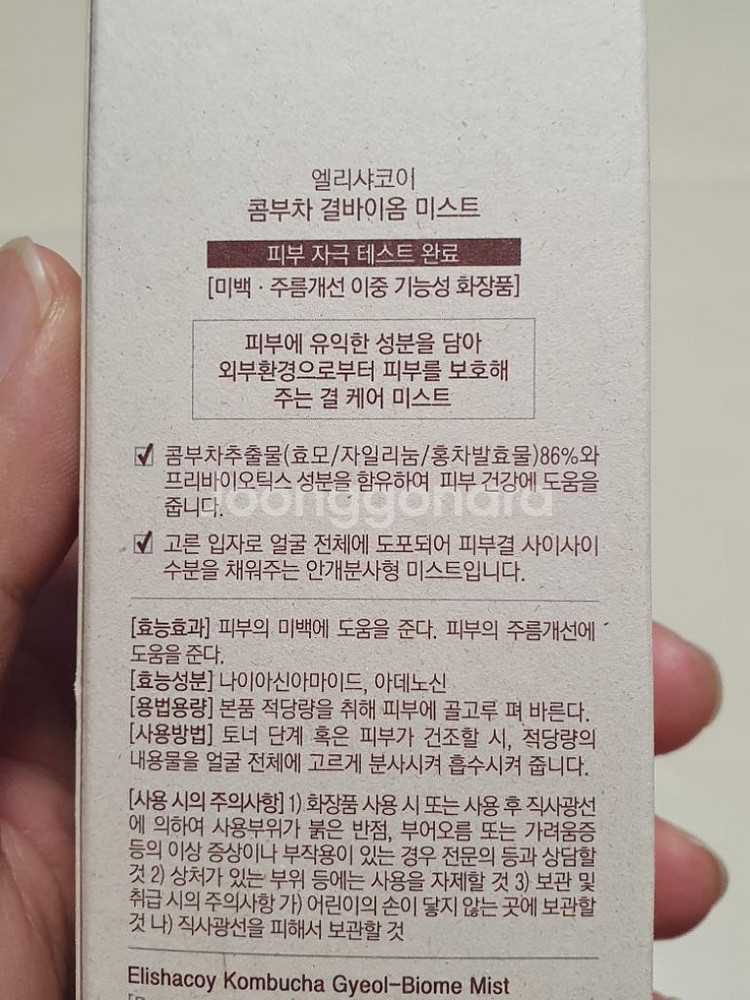 엘리샤코이
콤부차 결바이옴 미스트
피부 자극 테스트 완료
[미백 · 주름개선 이중 기능성 화장품]
피부에 유익한 성분을 담아
외부환경으로부터 피부를 보호해
주는 결 케어 미스트
콤부차추출물(효모/자일리눔/홍차발효물)86%와
프리바이오틱스 성분을 함유하여 피부 건강에 도움을
줍니다.
joonggonara
고른 입자로 얼굴 전체에 도포되어 피부결 사이사이
수분을 채워주는 안개분사형 미스트입니다.
[효능효과] 피부의 미백에 도움을 준다. 피부의 주름개선에
도움을 준다.
[효능성분] 나이아신아마이드, 아데노신
[용법용량] 본품 적당량을 취해 피부에 골고루 펴 바른다.
[사용방법] 토너 단계 혹은 피부가 건조할 시, 적당량의
내용물을 얼굴 전체에 고르게 분사시켜 흡수시켜 줍니다.
[사용 시의 주의사항] 1) 화장품 사용 시 또는 사용 후 직사광선
에 의하여 사용부위가 붉은 반점, 부어오름 또는 가려움증
등의 이상 증상이나 부작용이 있는 경우 전문의 등과 상담할
것 2) 상처가 있는 부위 등에는 사용을 자제할 것 3) 보관 및
취급 시의 주의사항 가) 어린이의 손이 닿지 않는 곳에 보관할
것 나) 직사광선을 피해서 보관할 것
Elishacoy Kombucha Gyeol-Biome Mist